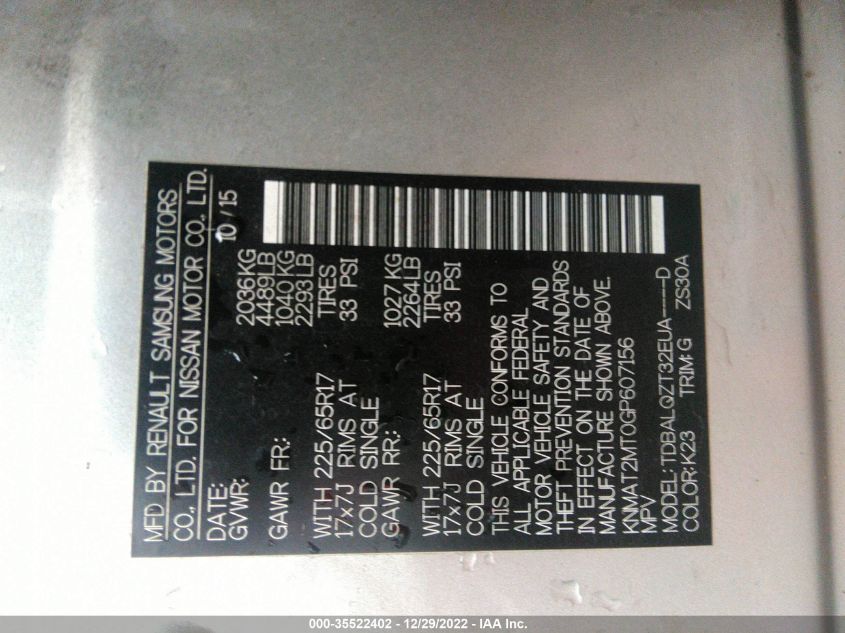 MFD BY RENAULT SAMSUNG MOTORS
CO., LTD. FOR NISSAN MOTOR CO., LTD.
DATE: 10 / 15
GVWR: 2036KG
4489LB
GAWR FR.: 1040 KG
2293LB
WITH 225/65R17 TIRES
17x7J RIMS AT 33 PSI
COLD SINGLE
GAWR RR.: 1027 KG
2264LB
WITH 225/65R17 TIRES
17x7J RIMS AT 33 PSI
COLD SINGLE
THIS VEHICLE CONFORMS TO
ALL APPLICABLE FEDERAL
MOTOR VEHICLE SAFETY AND
THEFT PREVENTION STANDARDS
IN EFFECT ON THE DATE OF
MANUFACTURE SHOWN ABOVE.
KNMAT2MT0GP607156
MPV
MODEL: TDBALQZT32EUA----D
COLOR: K23 TRIM: G ZS30A
000-35522402 - 12/29/2022 - IAA Inc.